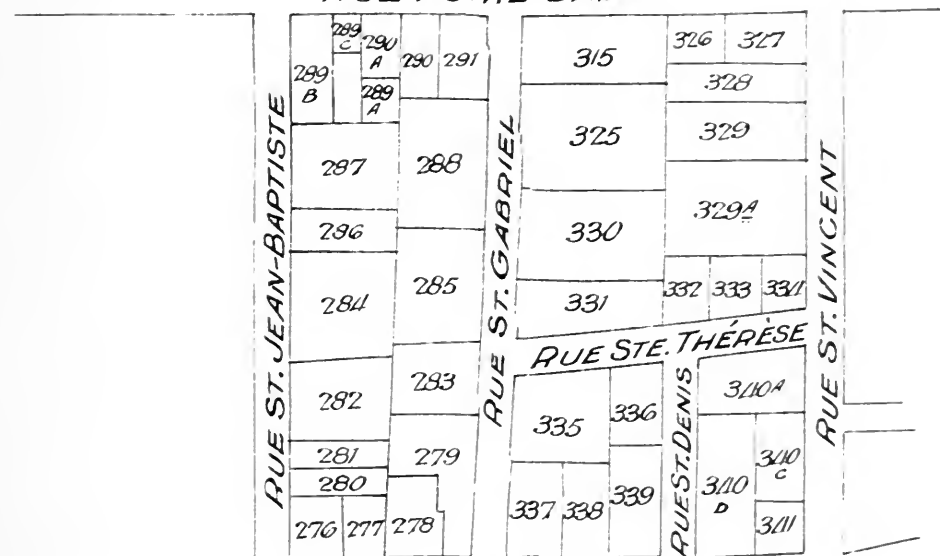 289 C
290 A
290
291
289 B
289 A
287
288
296
284
285
282
283
281
279
280
276
277
278
RUE ST. JEAN-BAPTISTE
RUE ST. GABRIEL
315
326
327
328
325
329
329A
330
331
332
333
334
RUE STE. THÉRÈSE
RUE ST. VINCENT
335
336
337
338
339
RUE ST. DENIS
340A
340 C
340 D
341